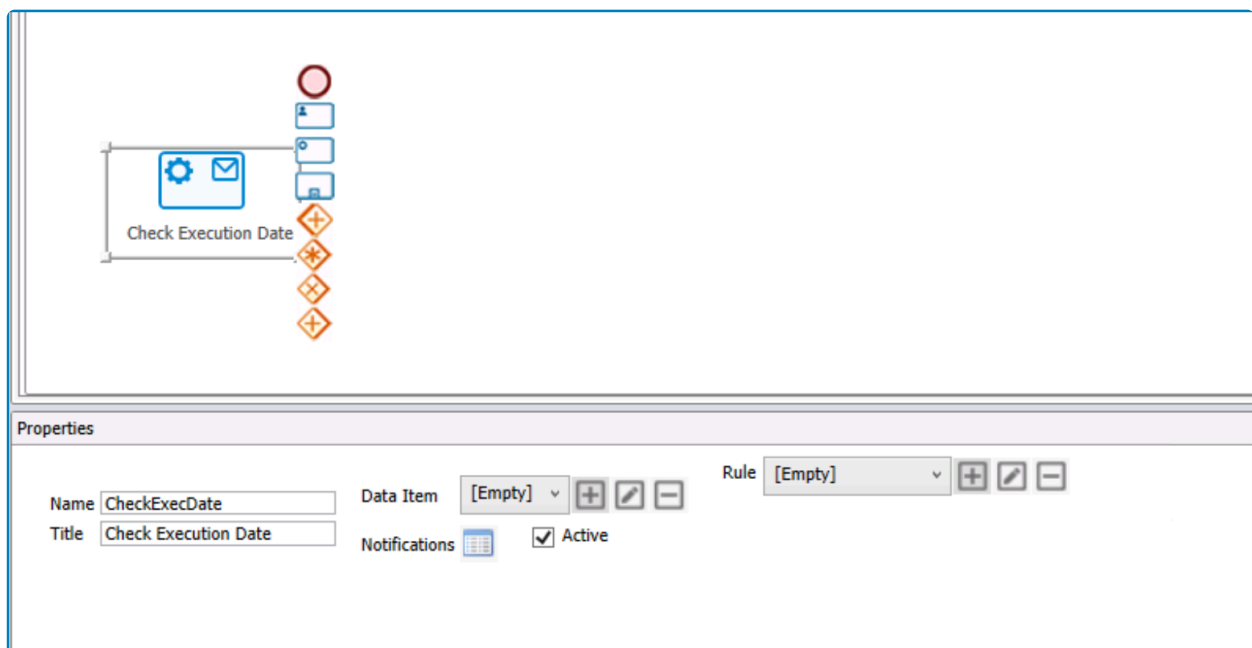 Check Execution Date
Properties
Name CheckExecDate
Title Check Execution Date
Data Item [Empty]
Notifications
Active
Rule [Empty]